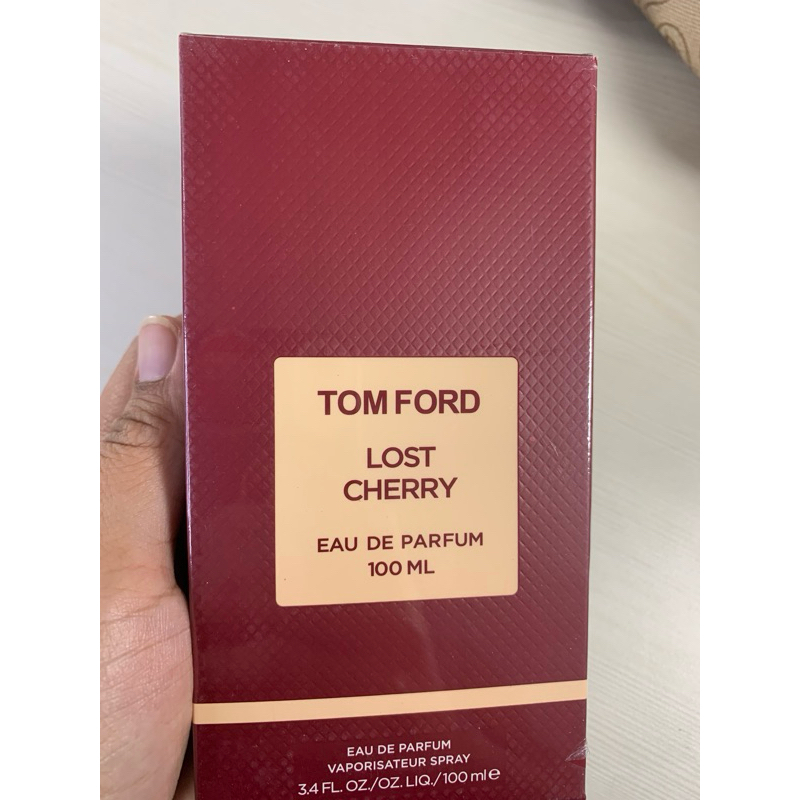 TOM FORD
LOST
CHERRY
EAU DE PARFUM
100 ML
EAU DE PARFUM
VAPORISATEUR SPRAY
3.4 FL. OZ./OZ. LIQ./100 ml ℮